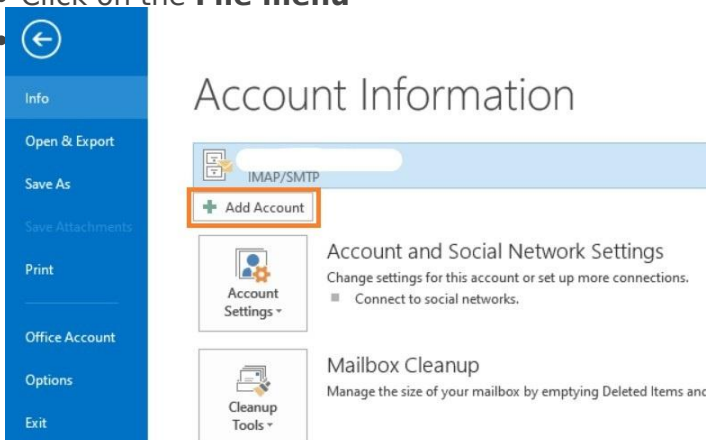 • Click on the File menu
•
Info
Open & Export
Save As
Save Attachments
Print
Office Account
Options
Exit
Account Information
IMAP/SMTP
Add Account
Account
Settings
Account and Social Network Settings
Change settings for this account or set up more connections.
Connect to social networks.
Cleanup
Tools
Mailbox Cleanup
Manage the size of your mailbox by emptying Deleted Items and